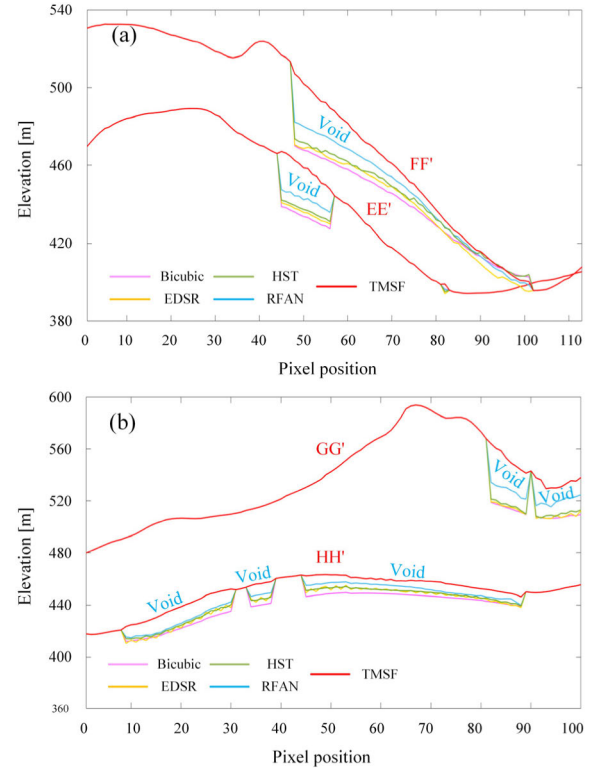 540
(a)
500
Void
460
FF'
Void
EE'
420
Elevation [m]
Bicubic HST TMSF
EDSR RFAN
380
0 10 20 30 40 50 60 70 80 90 100 110
Pixel position
600
(b)
560
GG'
Void
Void
520
480
HH'
Void Void Void
440
Elevation [m]
400
Bicubic HST TMSF
EDSR RFAN
360
0 10 20 30 40 50 60 70 80 90 100
Pixel position